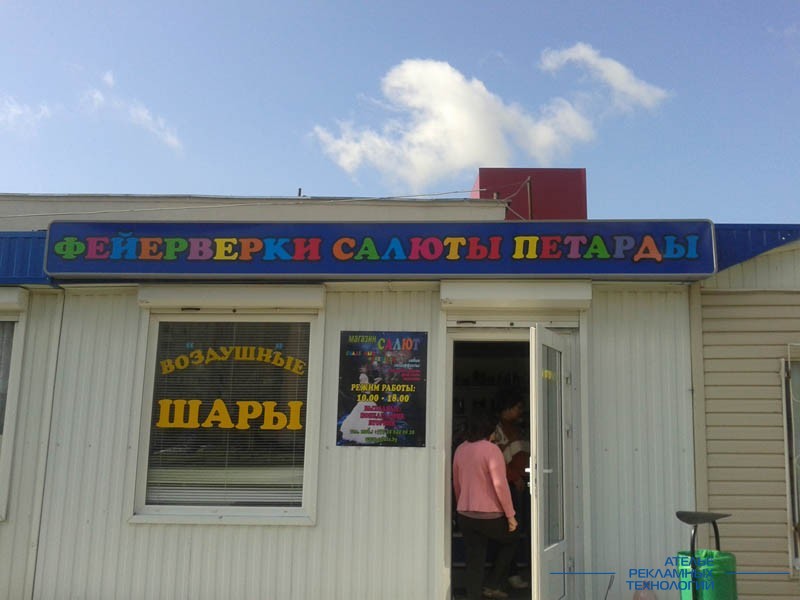 ФЕЙЕРВЕРКИ САЛЮТЫ ПЕТАРДЫ
ВОЗДУШНЫЕ
ШАРЫ
МАГАЗИН
САЛЮТ
РЕЖИМ РАБОТЫ:
10.00 - 18.00
АТЕЛЬЕ
РЕКЛАМНЫХ
ТЕХНОЛОГИЙ